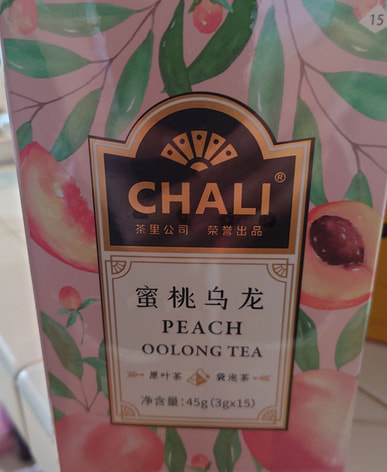 15
CHALI®
茶里公司 荣誉出品
蜜桃乌龙
PEACH
OOLONG TEA
原叶茶 袋泡茶
净含量:45g(3gx15)